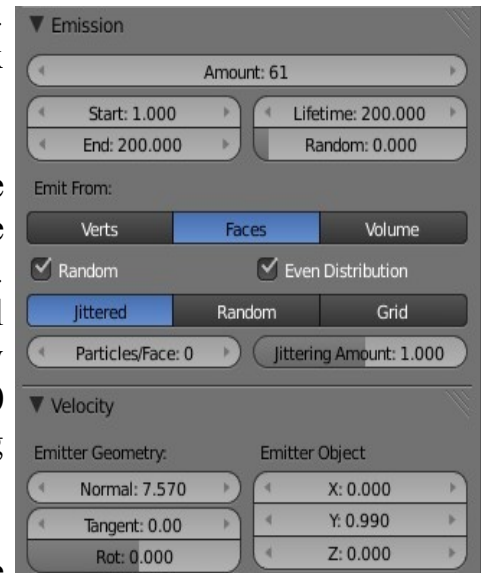 Emission
Amount: 61
Start: 1.000 Lifetime: 200.000
End: 200.000 Random: 0.000
Emit From:
Verts Faces Volume
Random Even Distribution
Jittered Random Grid
Particles/Face: 0 Jittering Amount: 1.000
Velocity
Emitter Geometry: Emitter Object
Normal: 7.570 X: 0.000
Tangent: 0.00 Y: 0.990
Rot: 0.000 Z: 0.000